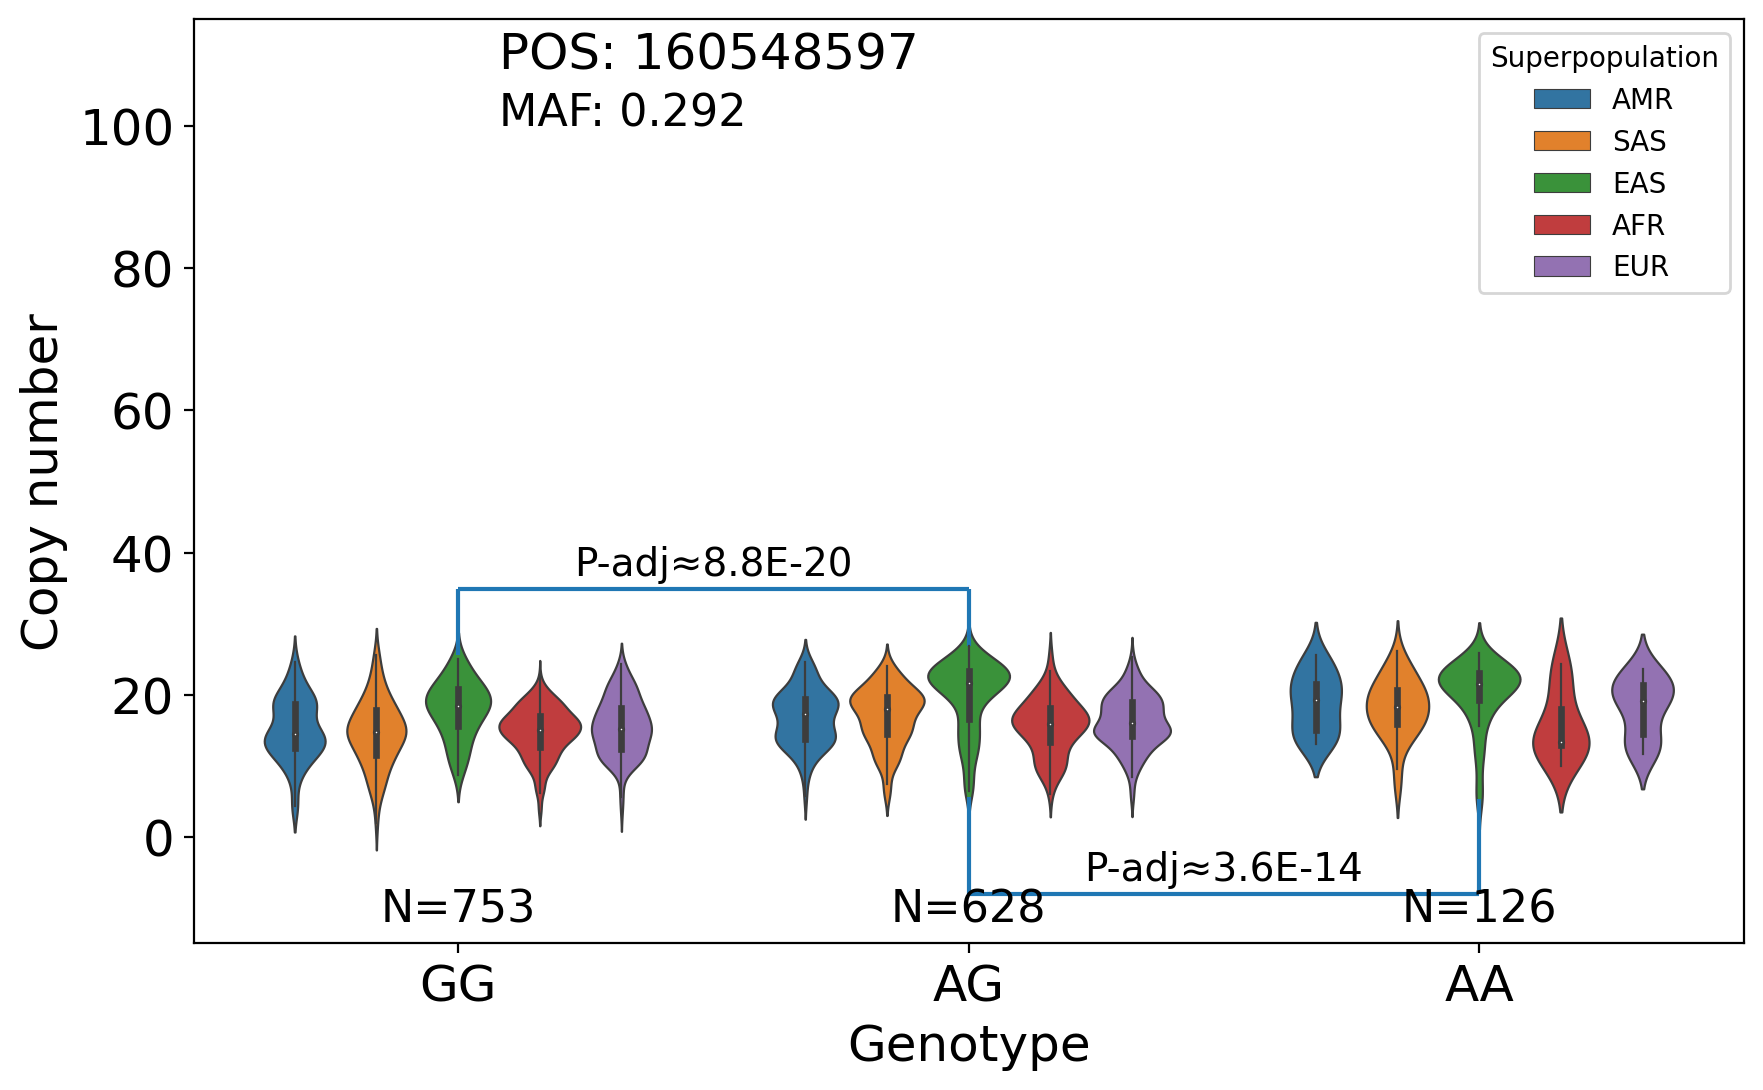 POS: 160548597
MAF: 0.292
Superpopulation
AMR
SAS
EAS
AFR
EUR
Copy number
100
80
60
40
20
0
P-adj≈8.8E-20
P-adj≈3.6E-14
N=753
N=628
N=126
GG
AG
AA
Genotype